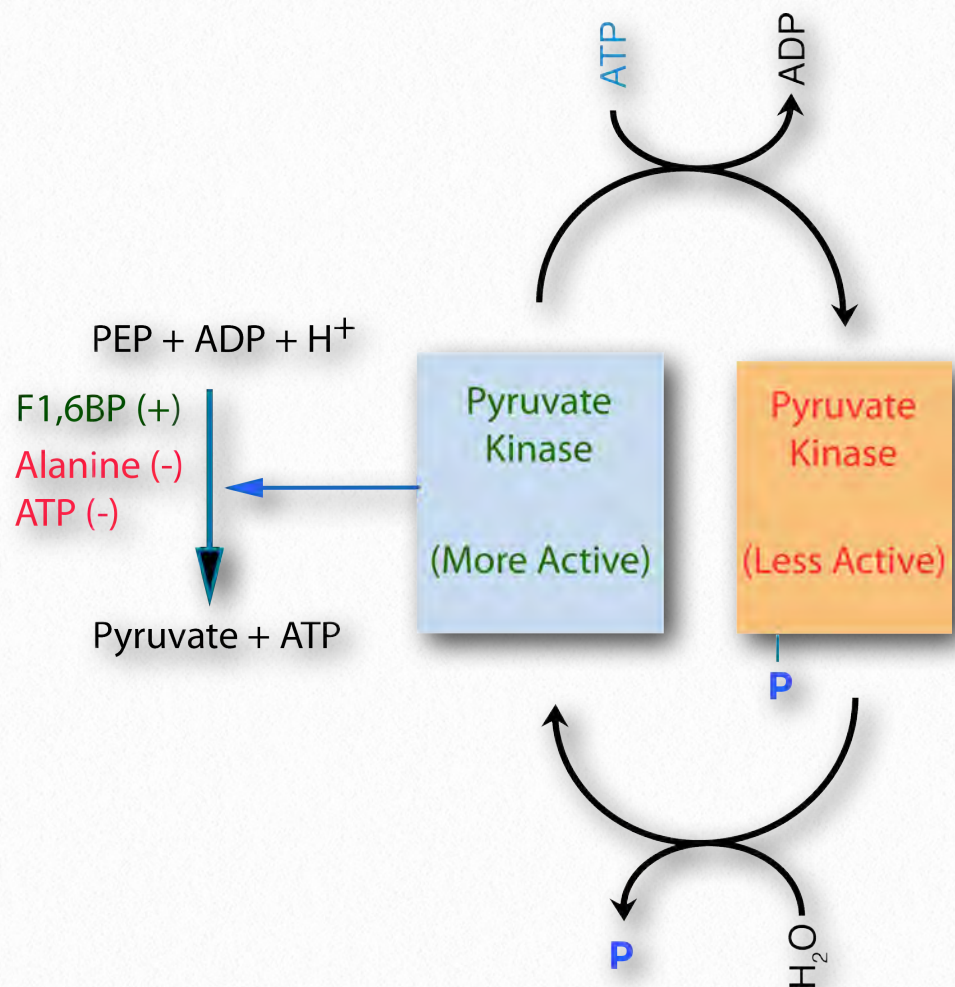 ATP
ADP
PEP + ADP + H⁺
F1,6BP (+)
Alanine (-)
ATP (-)
Pyruvate + ATP
Pyruvate
Kinase
(More Active)
Pyruvate
Kinase
(Less Active)
P
P
H₂O